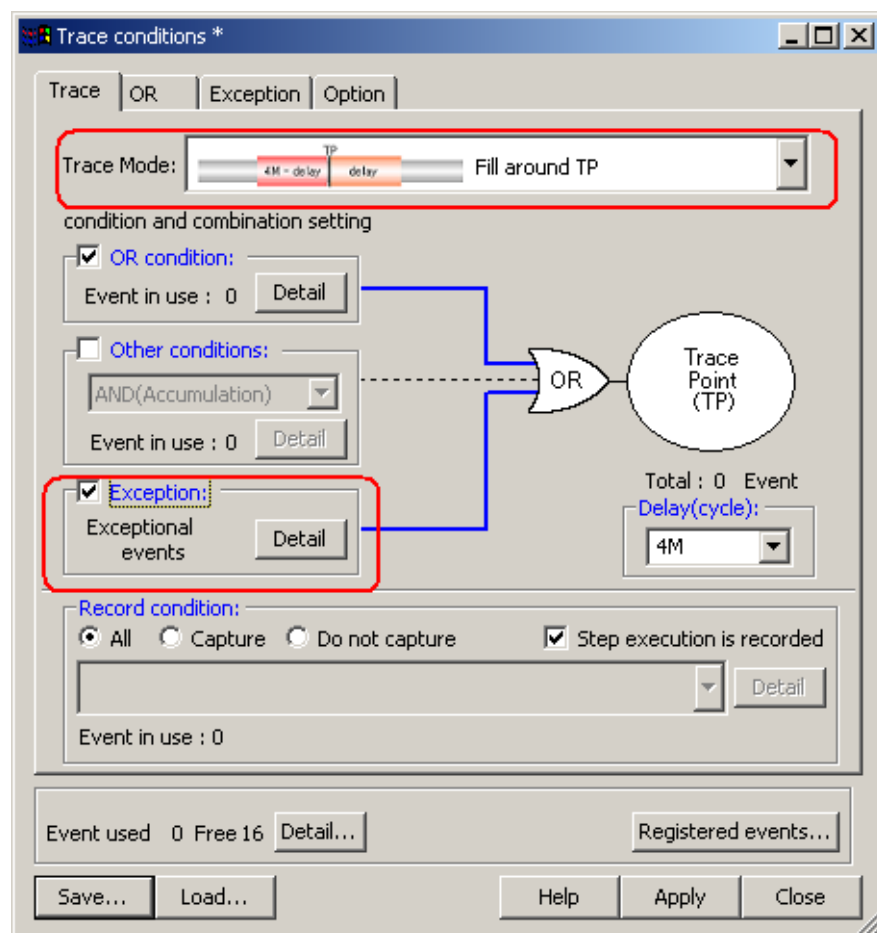 Trace conditions *
Trace OR Exception Option
Trace Mode: 4M - delay TP delay Fill around TP
condition and combination setting
OR condition:
Event in use : 0 Detail
Other conditions:
AND(Accumulation)
Event in use : 0 Detail
Exception:
Exceptional
events
Detail
OR
Trace
Point
(TP)
Total : 0 Event
Delay(cycle):
4M
Record condition:
All Capture Do not capture Step execution is recorded
Detail
Event in use : 0
Event used 0 Free 16 Detail... Registered events...
Save... Load... Help Apply Close